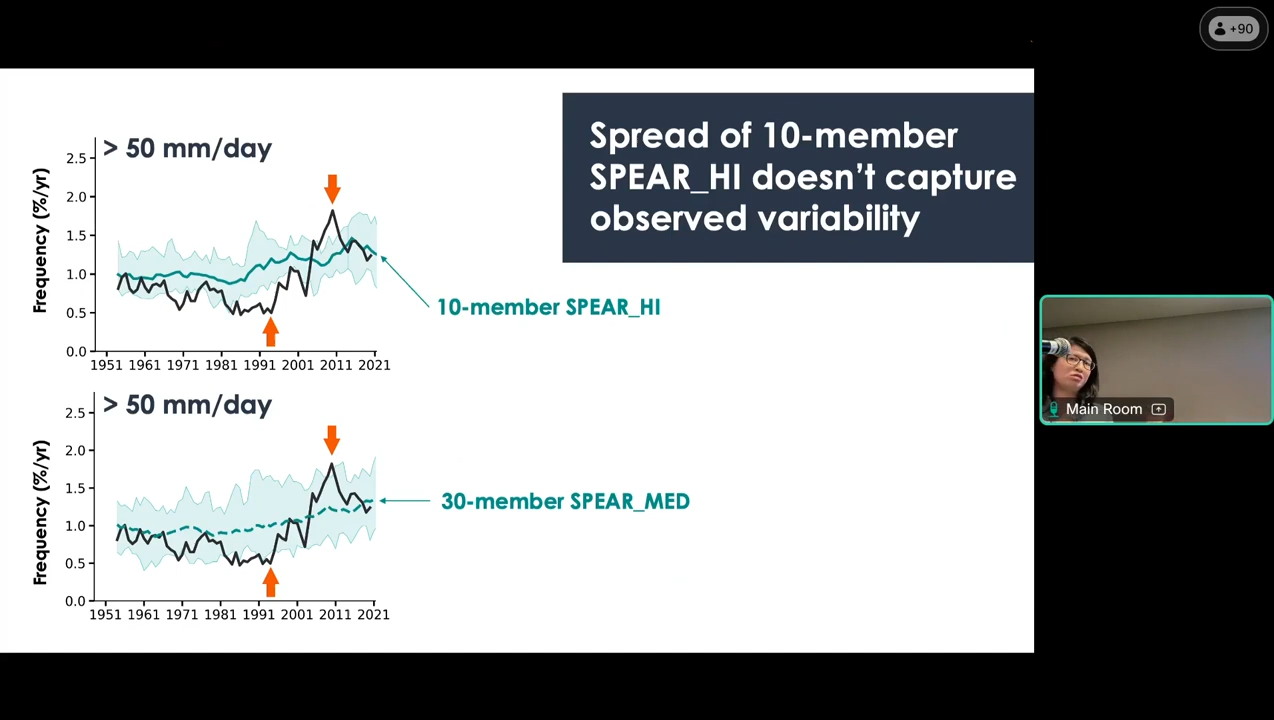 +90
Spread of 10-member
SPEAR_HI doesn't capture
observed variability
> 50 mm/day
Frequency (%/yr)
2.5
2.0
1.5
1.0
0.5
0.0
1951 1961 1971 1981 1991 2001 2011 2021
10-member SPEAR_HI
> 50 mm/day
Frequency (%/yr)
2.5
2.0
1.5
1.0
0.5
0.0
1951 1961 1971 1981 1991 2001 2011 2021
30-member SPEAR_MED
Main Room